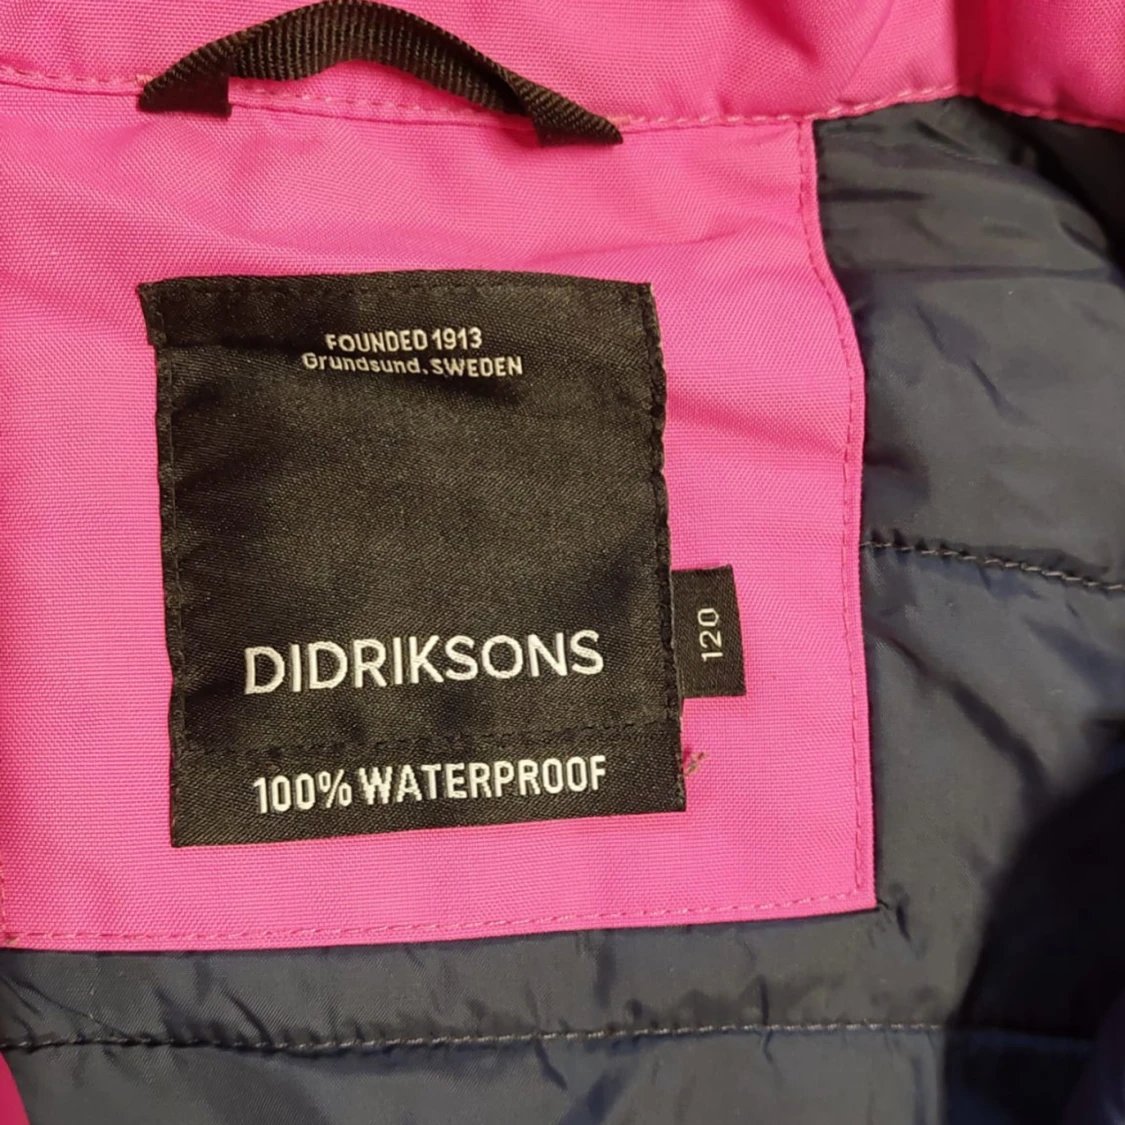 FOUNDED 1913
Grundsund, SWEDEN
DIDRIKSONS
120
100% WATERPROOF